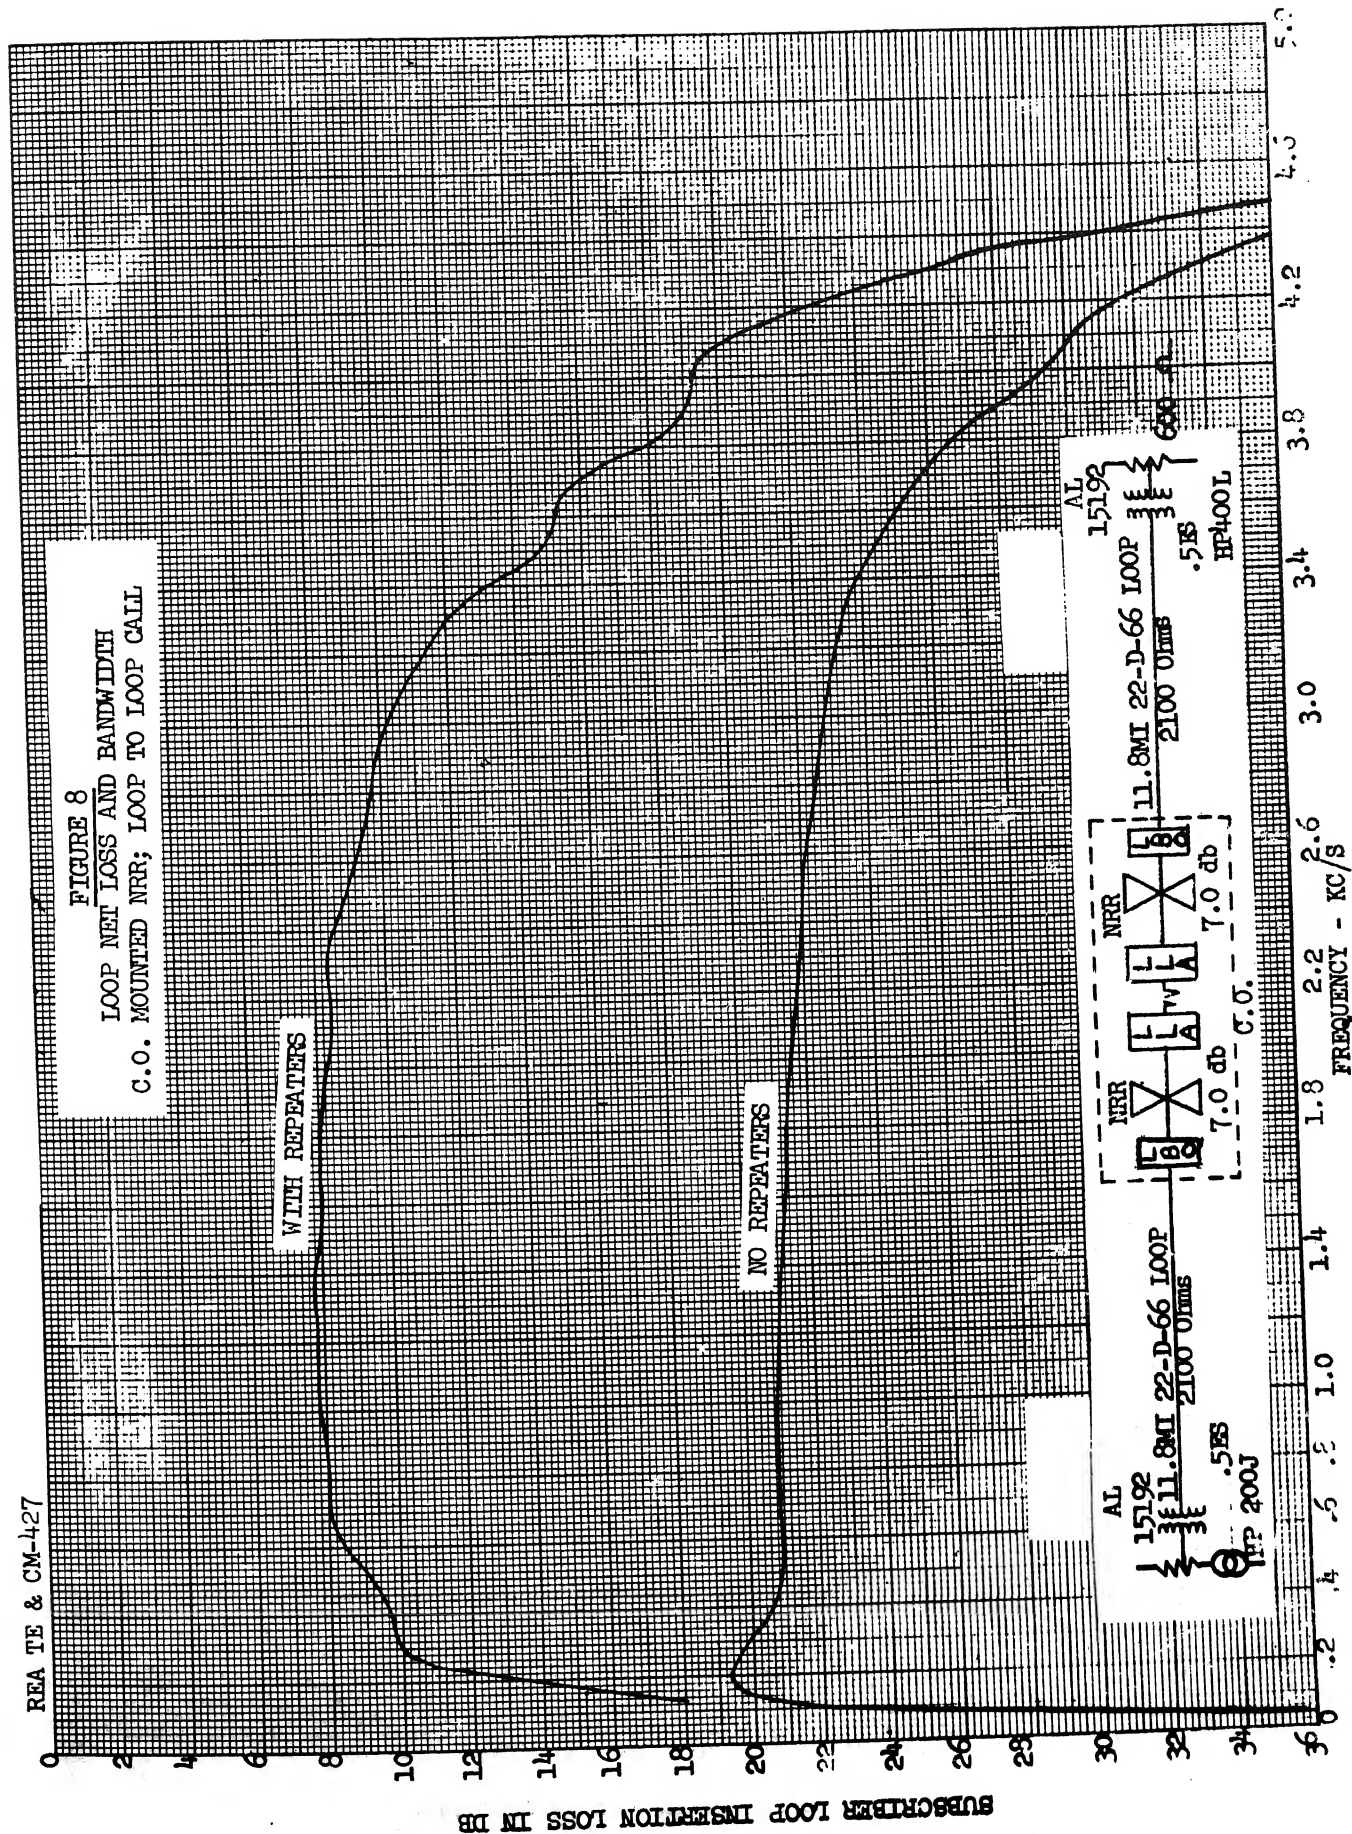 REA TE & CM-427
FIGURE 8
LOOP NET LOSS AND BANDWIDTH
C.O. MOUNTED NRR; LOOP TO LOOP CALL
WITH REPEATERS
NO REPEATERS
SUBSCRIBER LOOP INSERTION LOSS IN DB
0
2
4
6
8
10
12
14
16
18
20
22
24
26
28
30
32
34
36
AL
15192
11.8MI 22-D-66 LOOP
2100 Ohms
.5ES
HP 200J
L
B
O
NRR
7.0 db
L
L
A
L
L
A
NRR
7.0 db
L
B
O
C.O.
11.8MI 22-D-66 LOOP
2100 Ohms
AL
15192
.5ES
600 Ω
HP400L
0 .2 .4 .6 1.0 1.4 1.8 2.2 2.6 3.0 3.4 3.8 4.2
FREQUENCY - KC/S